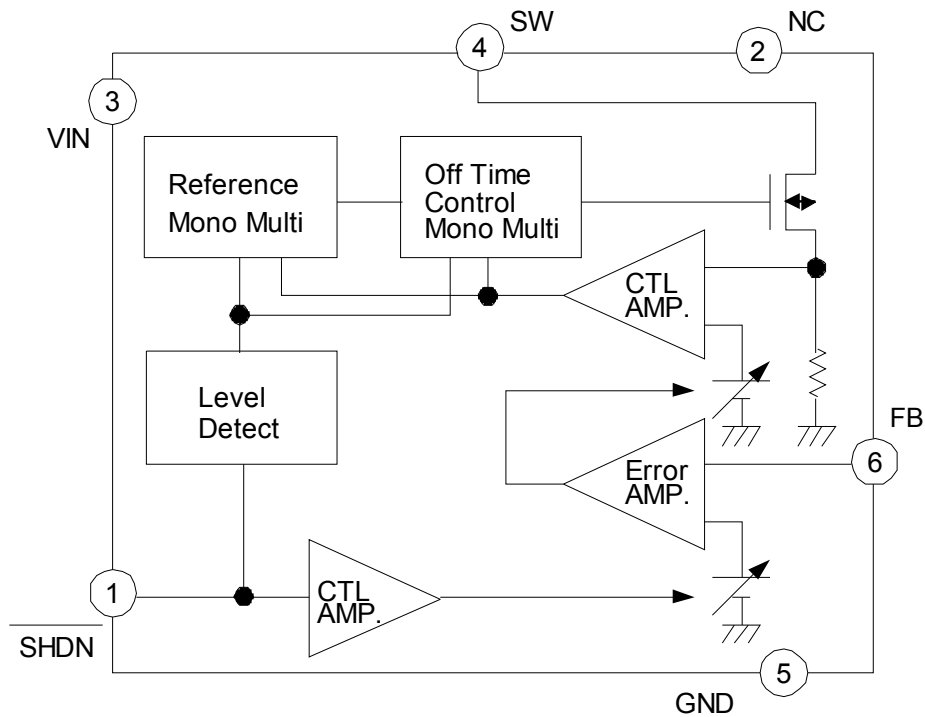 SW
NC
4
2
3
VIN
Reference
Mono Multi
Off Time
Control
Mono Multi
CTL
AMP.
Level
Detect
FB
6
Error
AMP.
1
SHDN
CTL
AMP.
5
GND